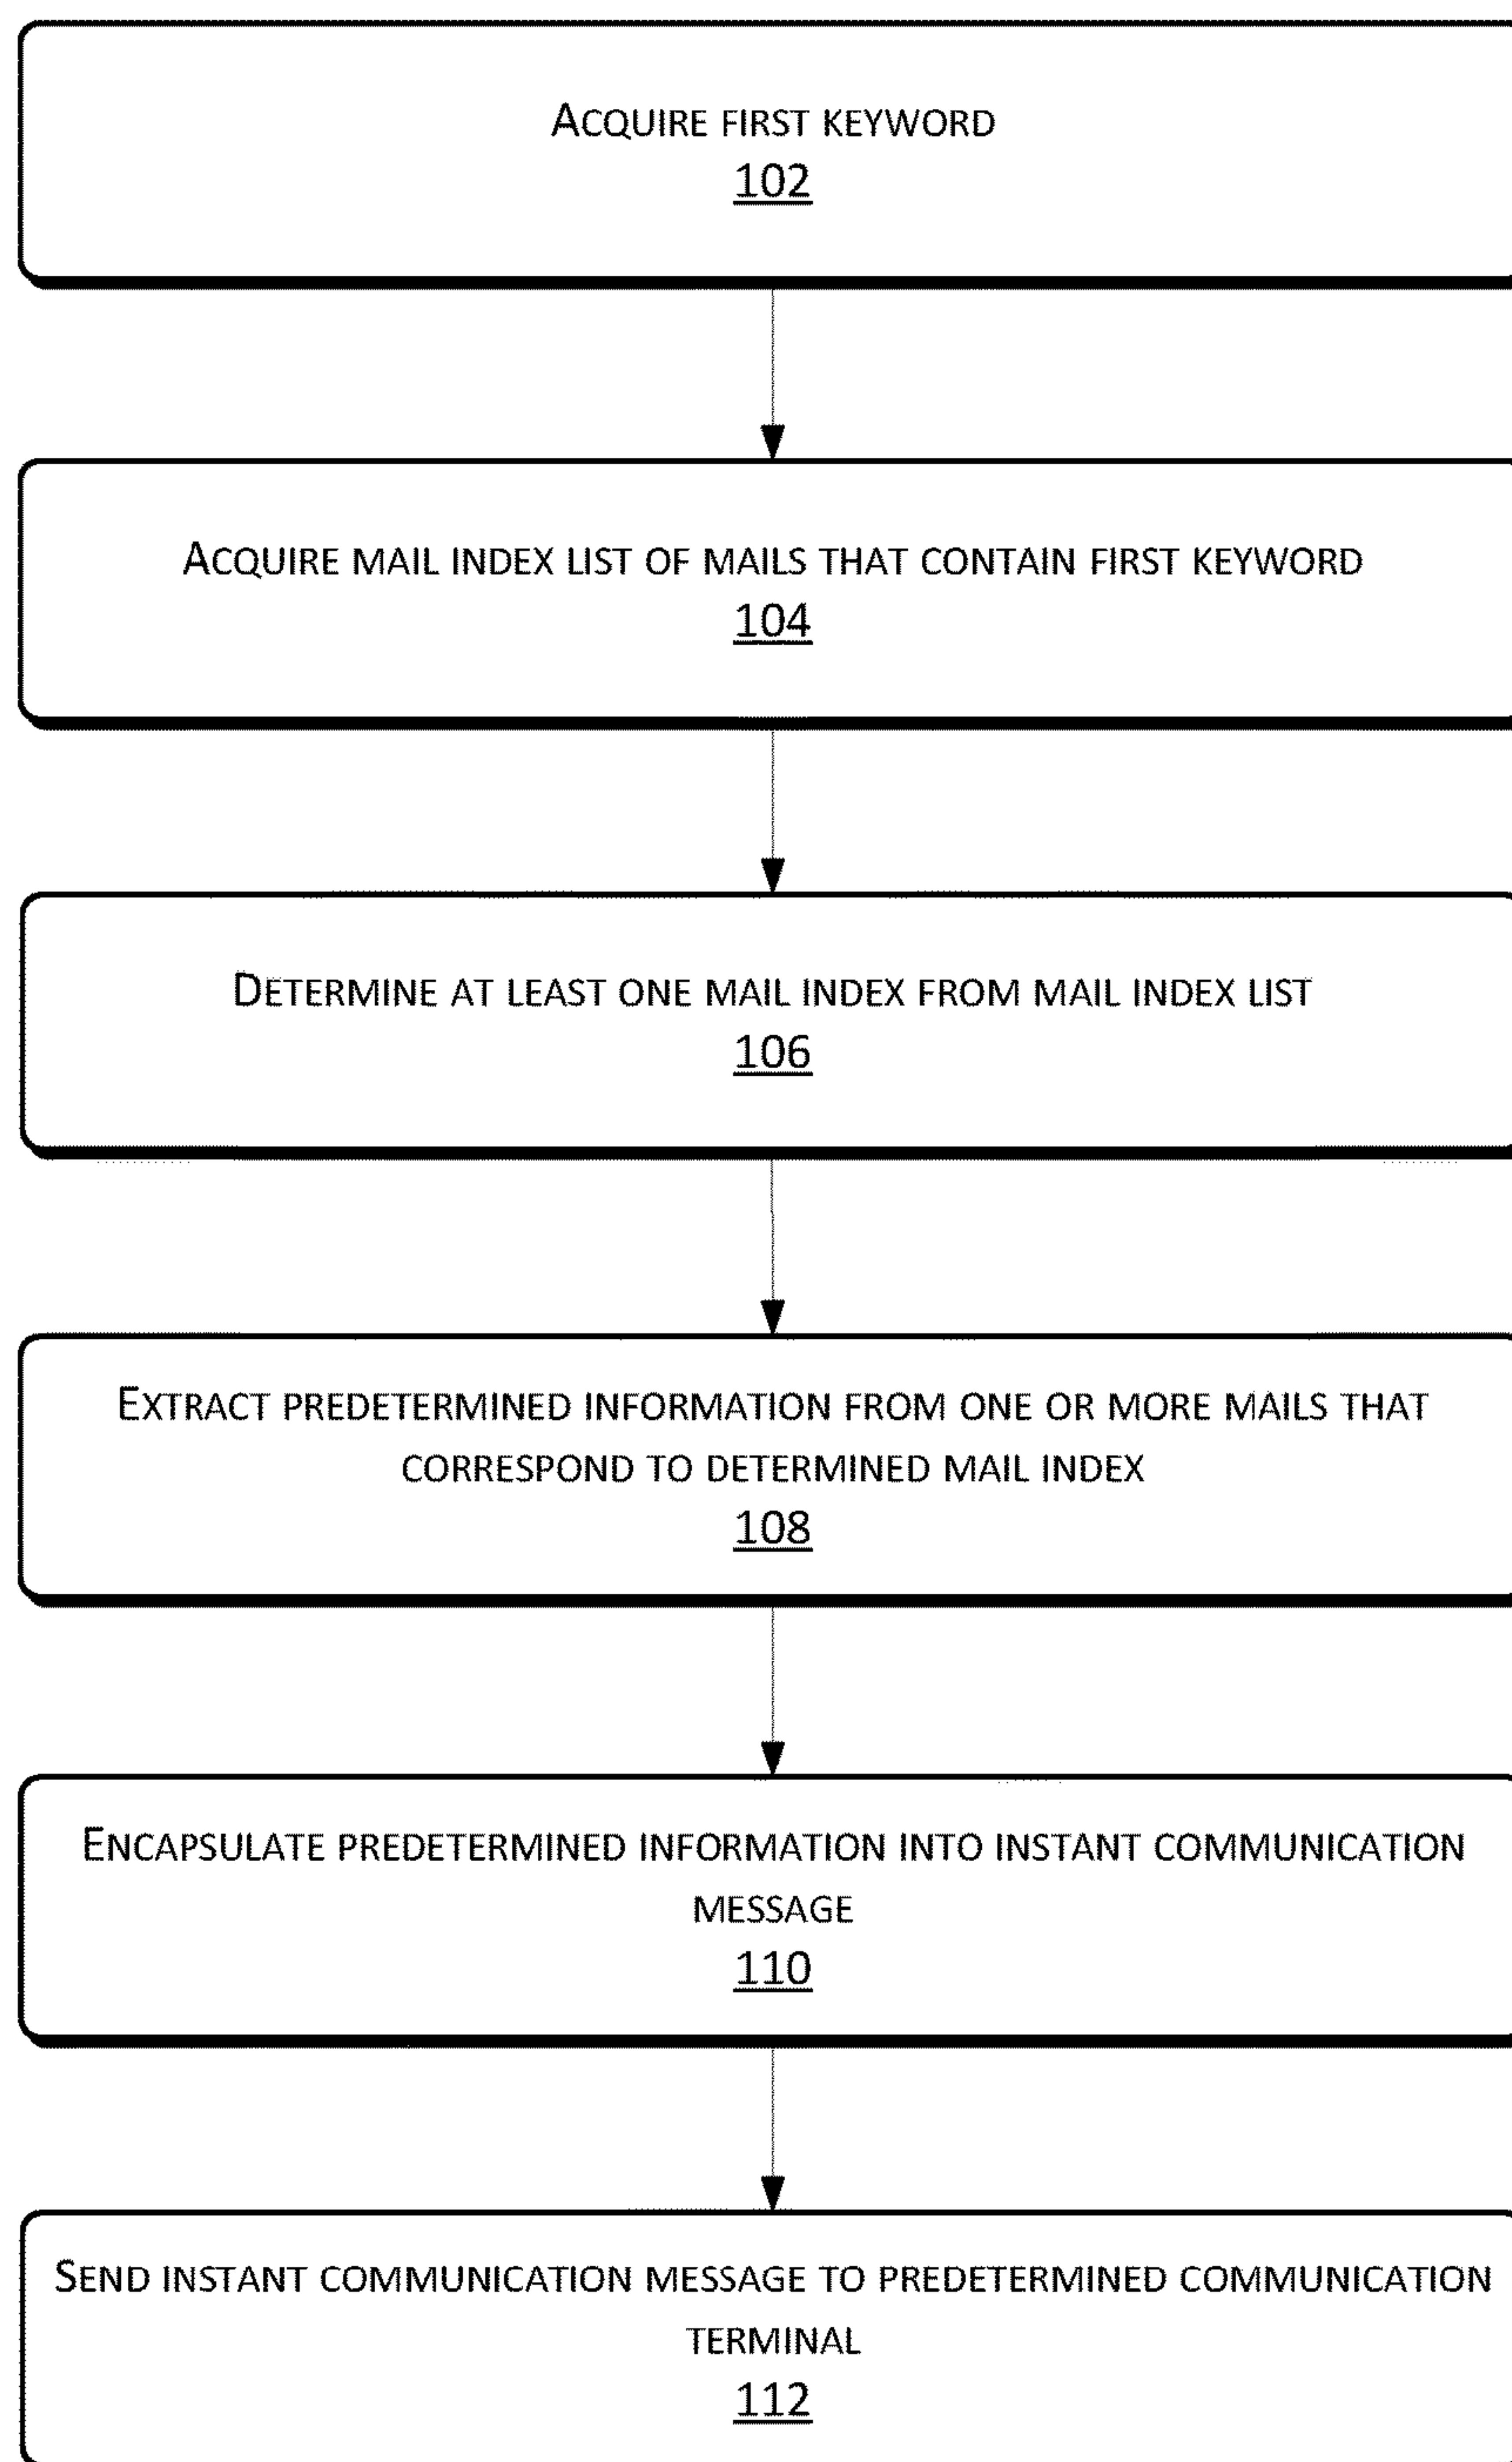 ACQUIRE FIRST KEYWORD
102
ACQUIRE MAIL INDEX LIST OF MAILS THAT CONTAIN FIRST KEYWORD
104
DETERMINE AT LEAST ONE MAIL INDEX FROM MAIL INDEX LIST
106
EXTRACT PREDETERMINED INFORMATION FROM ONE OR MORE MAILS THAT
CORRESPOND TO DETERMINED MAIL INDEX
108
ENCAPSULATE PREDETERMINED INFORMATION INTO INSTANT COMMUNICATION
MESSAGE
110
SEND INSTANT COMMUNICATION MESSAGE TO PREDETERMINED COMMUNICATION
TERMINAL
112